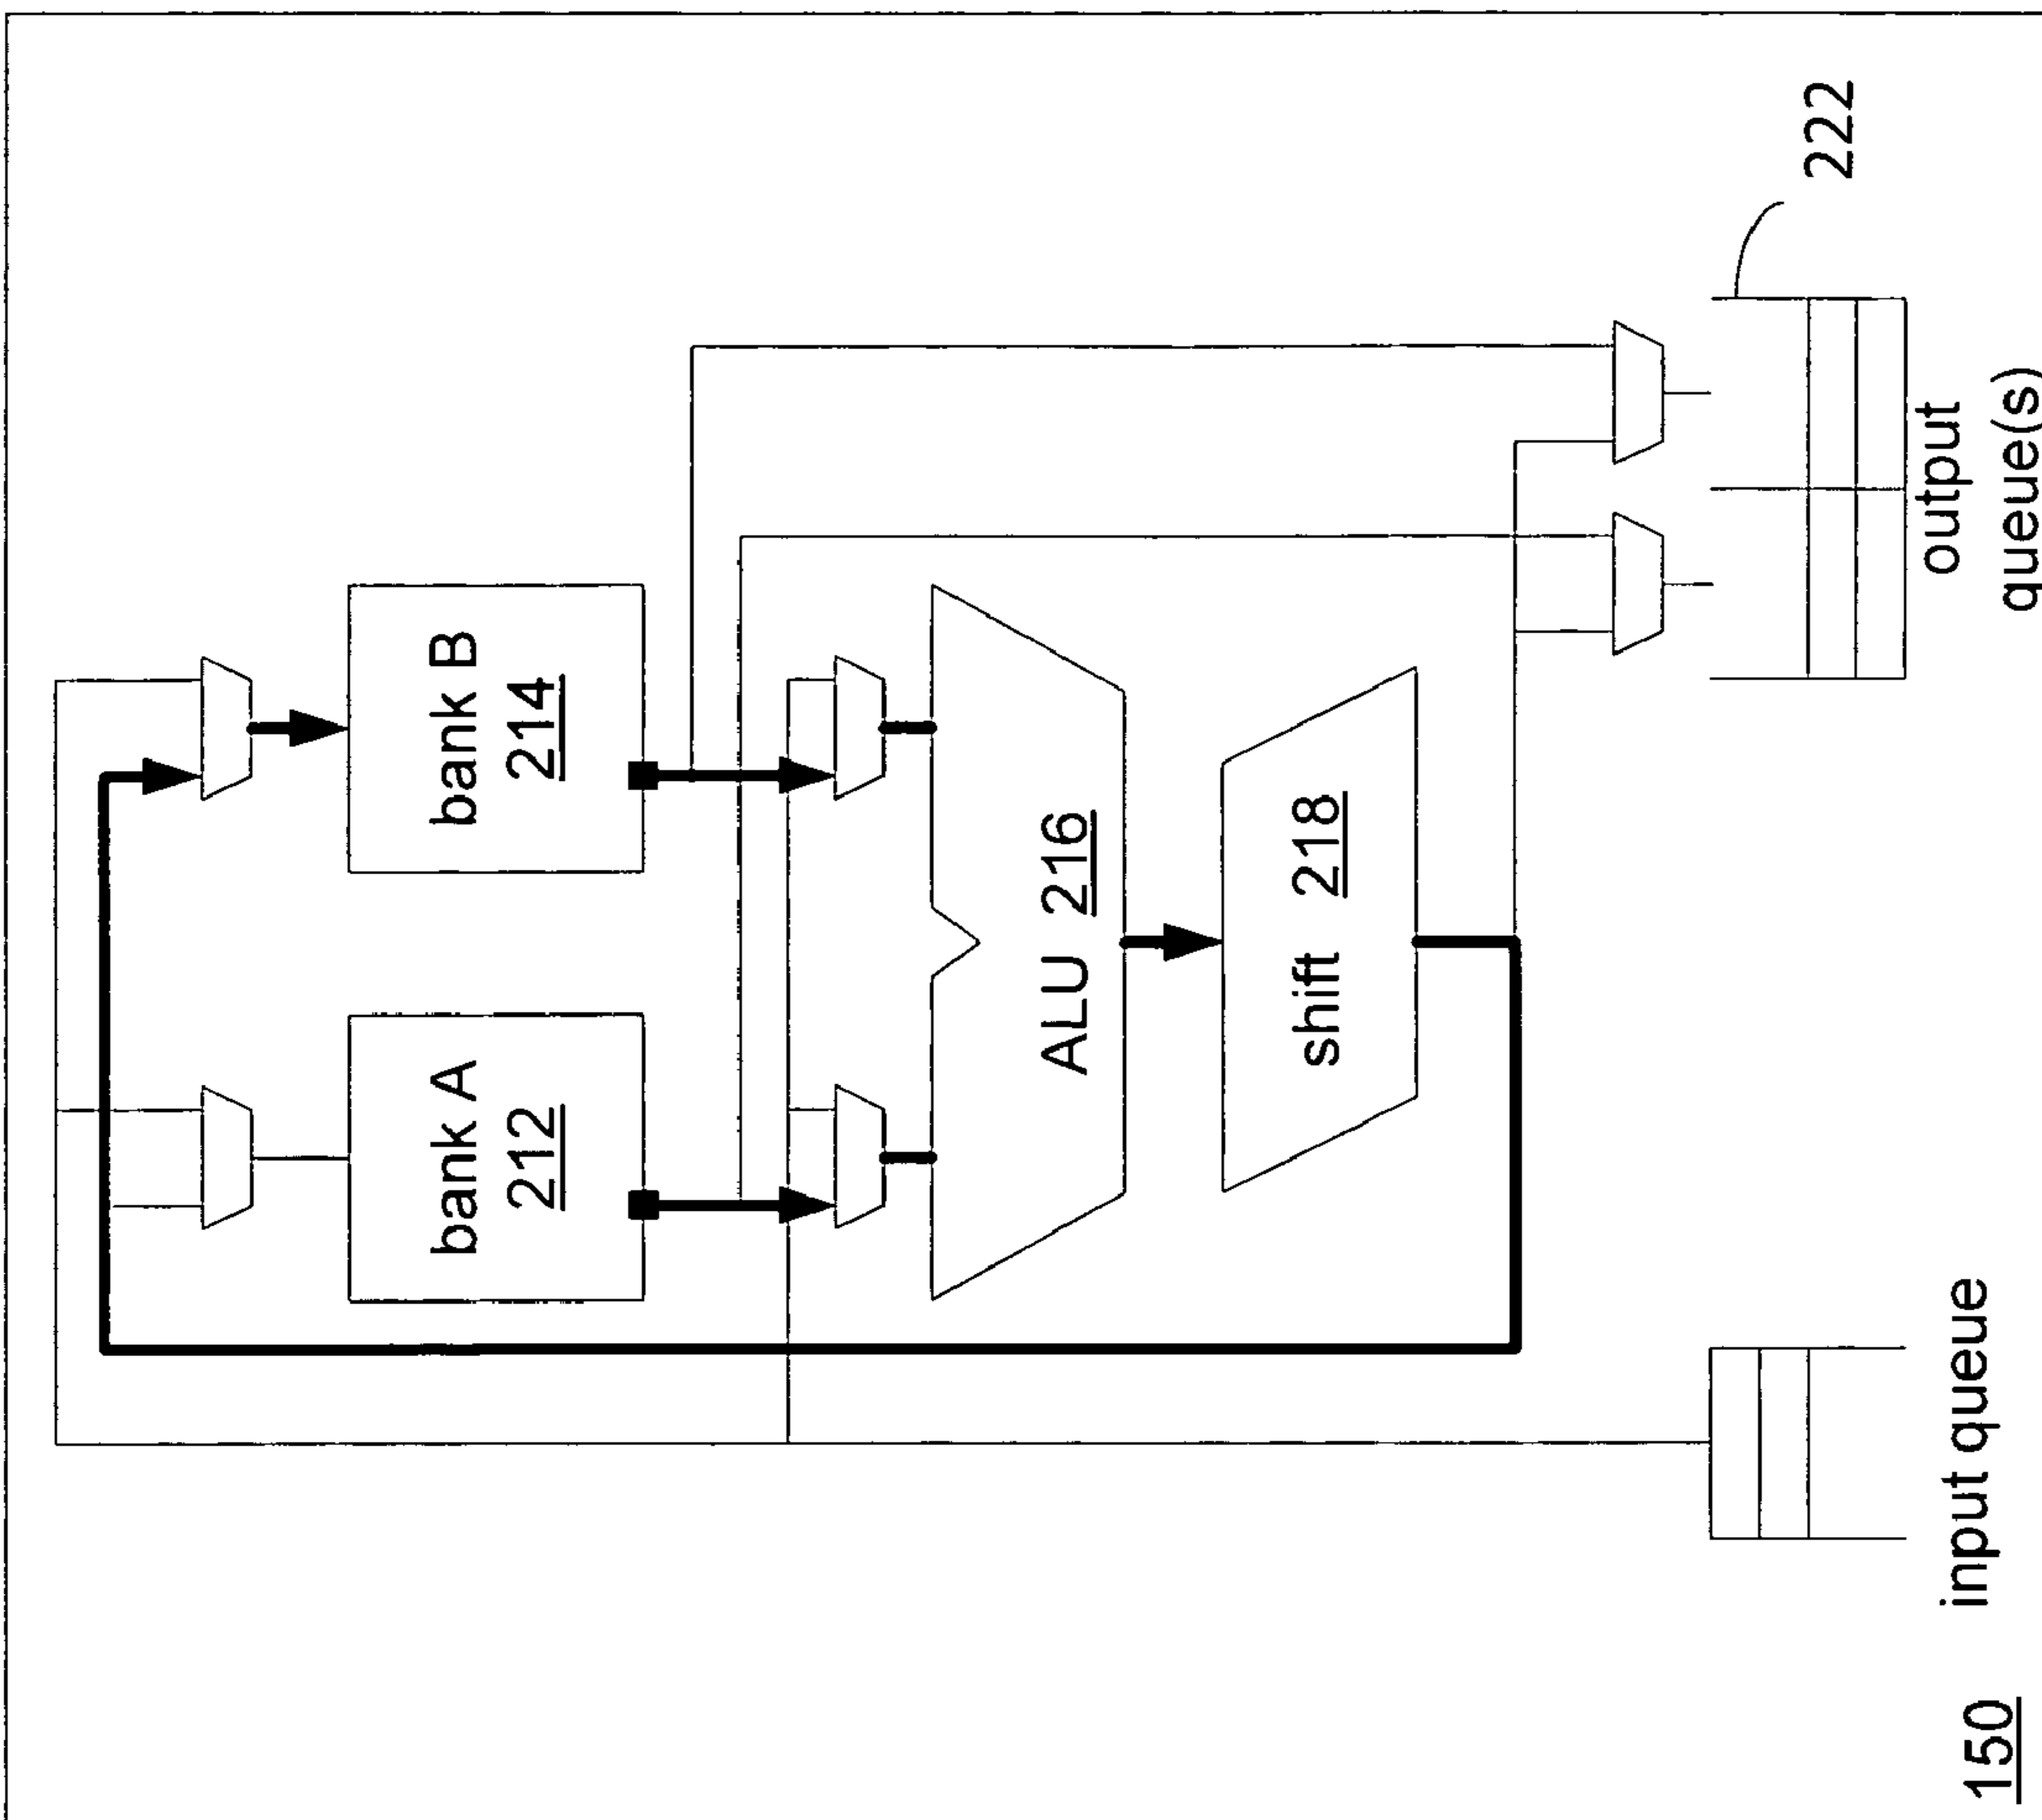 bank A
212
bank B
214
ALU 216
shift 218
222
input queue
output
queue(s)
150